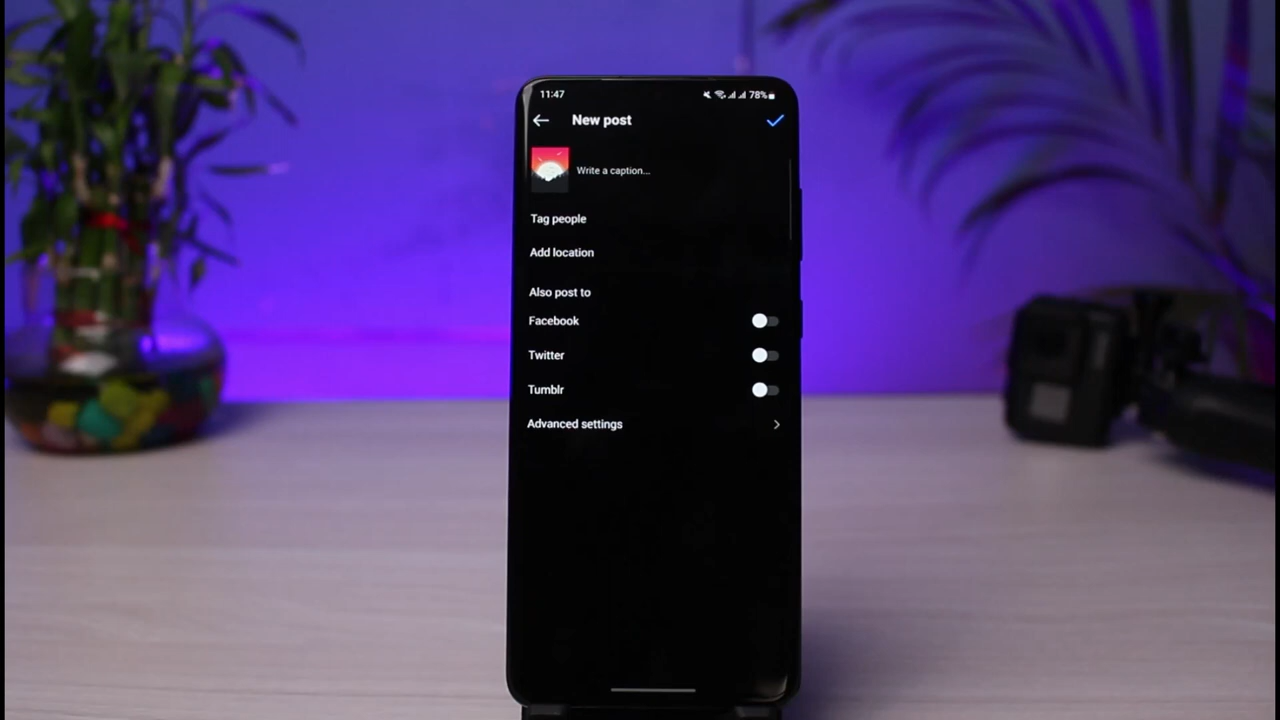 11:47 78%
New post
Write a caption...
Tag people
Add location
Also post to
Facebook
Twitter
Tumblr
Advanced settings